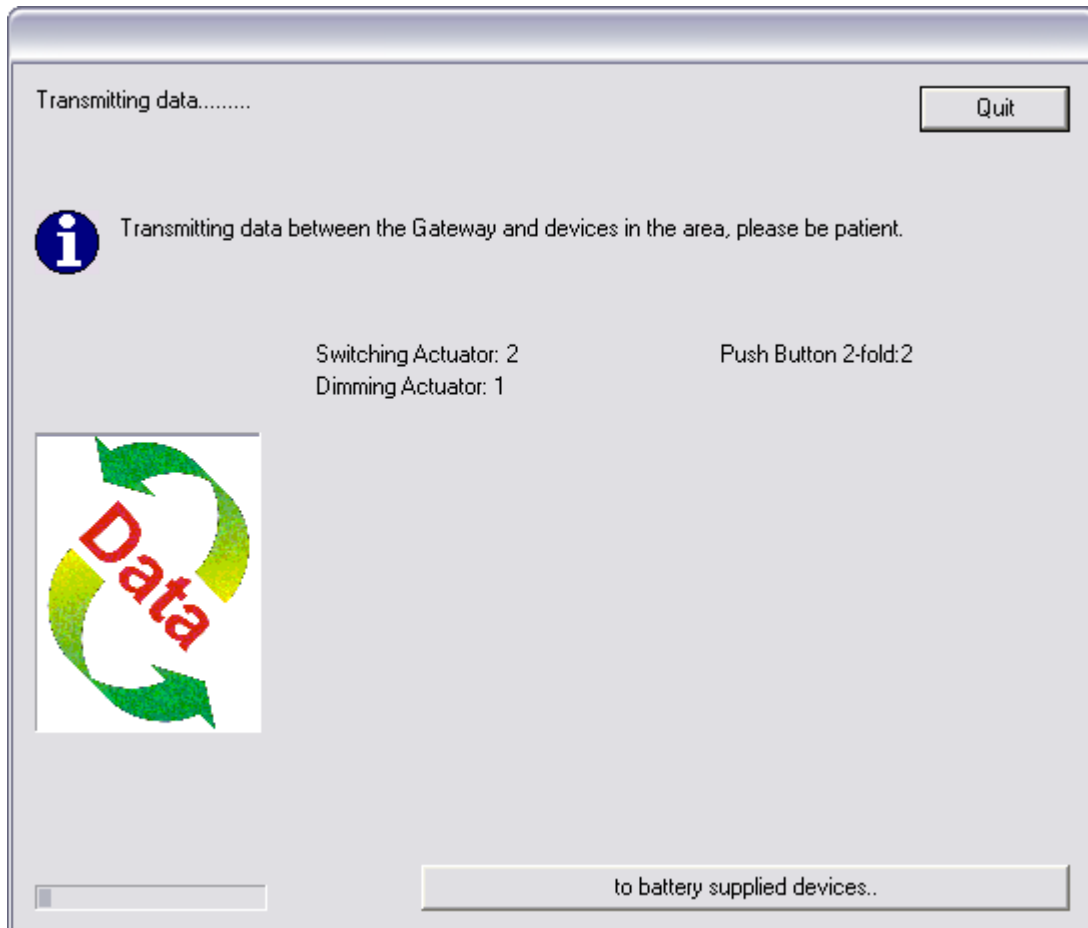 Transmitting data.........
Quit
Transmitting data between the Gateway and devices in the area, please be patient.
Switching Actuator: 2
Push Button 2-fold:2
Dimming Actuator: 1
Data
to battery supplied devices..